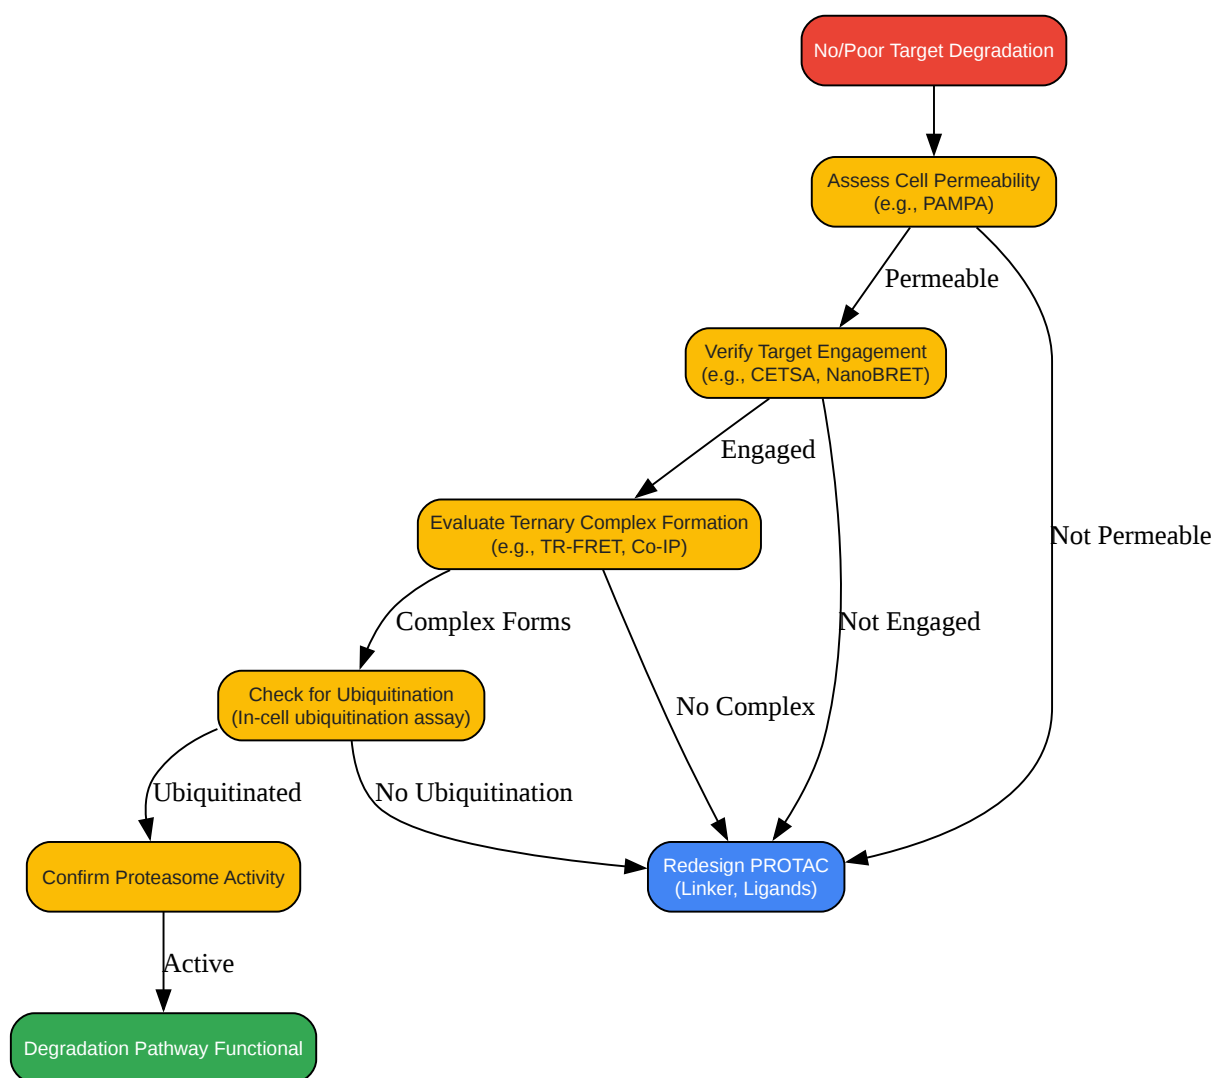 No/Poor Target Degradation
Assess Cell Permeability
(e.g., PAMPA)
Permeable
Verify Target Engagement
(e.g., CETSA, NanoBRET)
Engaged
Evaluate Ternary Complex Formation
(e.g., TR-FRET, Co-IP)
Not Permeable
Complex Forms
Not Engaged
Check for Ubiquitination
(In-cell ubiquitination assay)
No Complex
Ubiquitinated
No Ubiquitination
Confirm Proteasome Activity
Redesign PROTAC
(Linker, Ligands)
Active
Degradation Pathway Functional